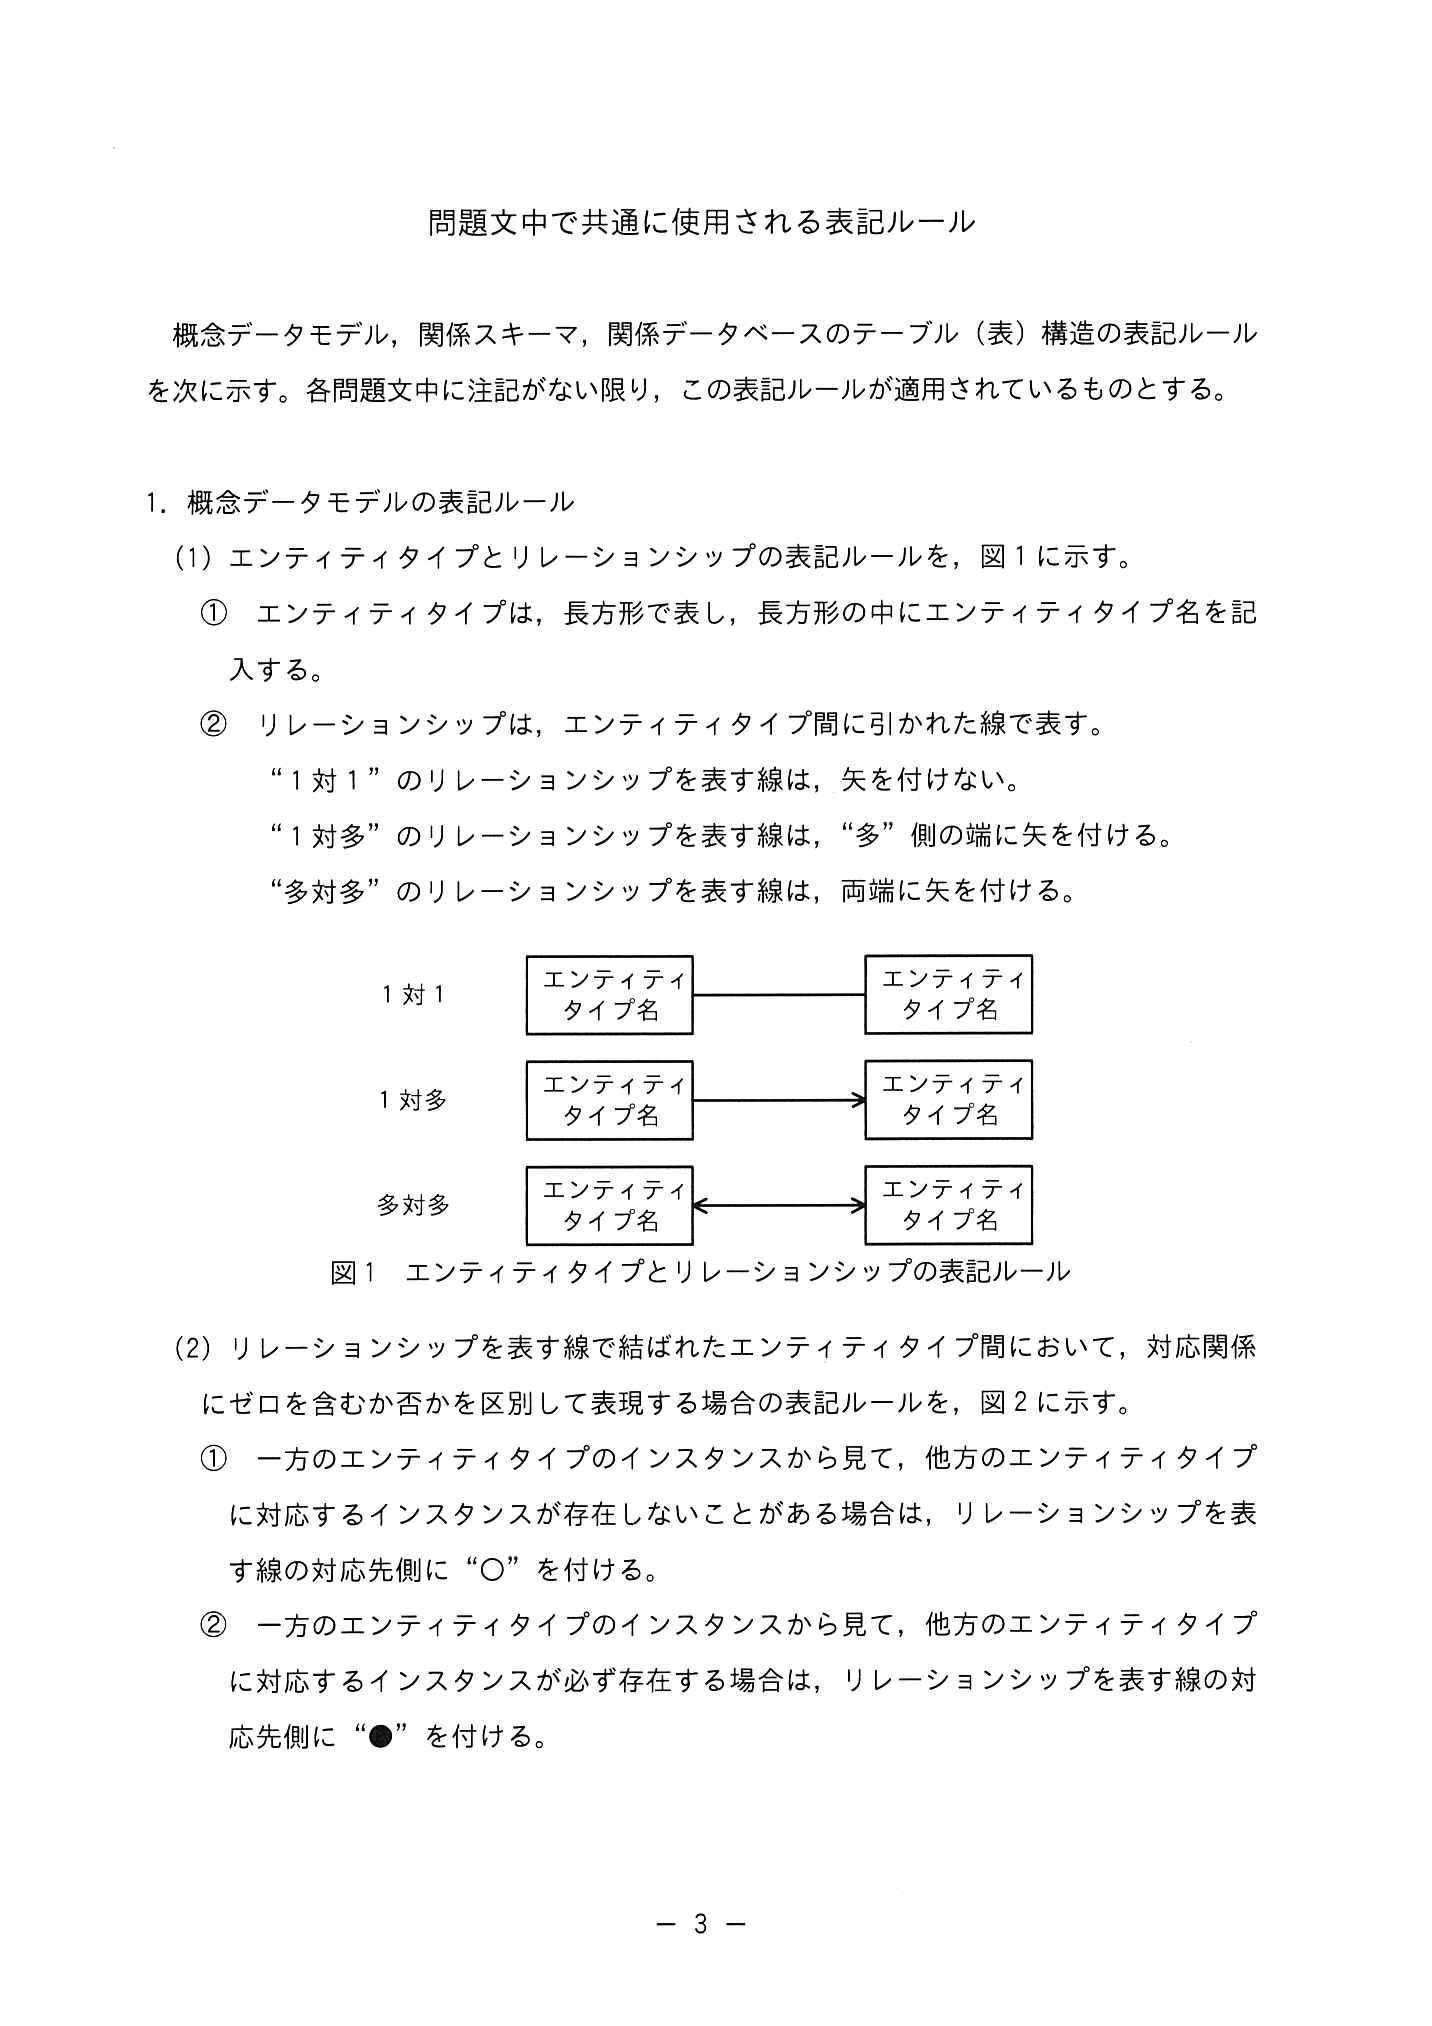 問題文中で共通に使用される表記ルール
概念データモデル，関係スキーマ，関係データベースのテーブル（表）構造の表記ルール
を次に示す。各問題文中に注記がない限り，この表記ルールが適用されているものとする。
1．概念データモデルの表記ルール
(1) エンティティタイプとリレーションシップの表記ルールを，図1に示す。
① エンティティタイプは，長方形で表し，長方形の中にエンティティタイプ名を記
入する。
② リレーションシップは，エンティティタイプ間に引かれた線で表す。
“1対1”のリレーションシップを表す線は，矢を付けない。
“1対多”のリレーションシップを表す線は，“多”側の端に矢を付ける。
“多対多”のリレーションシップを表す線は，両端に矢を付ける。
1対1 エンティティ エンティティ
タイプ名 タイプ名
1対多 エンティティ エンティティ
タイプ名 タイプ名
多対多 エンティティ エンティティ
タイプ名 タイプ名
図1 エンティティタイプとリレーションシップの表記ルール
(2) リレーションシップを表す線で結ばれたエンティティタイプ間において，対応関係
にゼロを含むか否かを区別して表現する場合の表記ルールを，図2に示す。
① 一方のエンティティタイプのインスタンスから見て，他方のエンティティタイプ
に対応するインスタンスが存在しないことがある場合は，リレーションシップを表
す線の対応先側に“○”を付ける。
② 一方のエンティティタイプのインスタンスから見て，他方のエンティティタイプ
に対応するインスタンスが必ず存在する場合は，リレーションシップを表す線の対
応先側に“●”を付ける。
－ 3 －